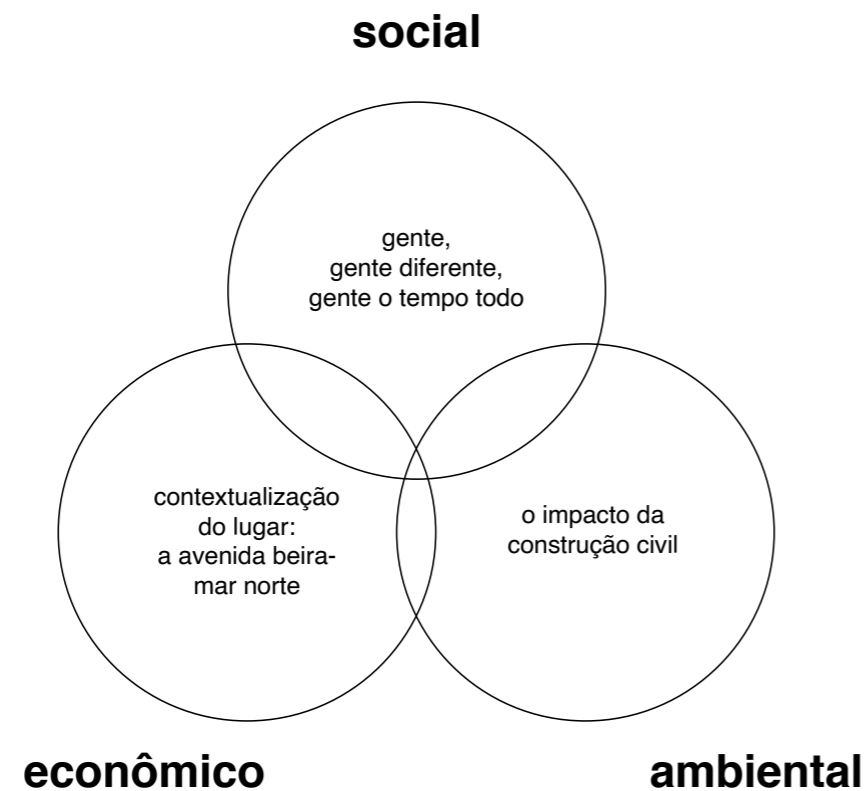 social
gente,
gente diferente,
gente o tempo todo
contextualização
do lugar:
a avenida beira-
mar norte
o impacto da
construção civil
econômico
ambiental